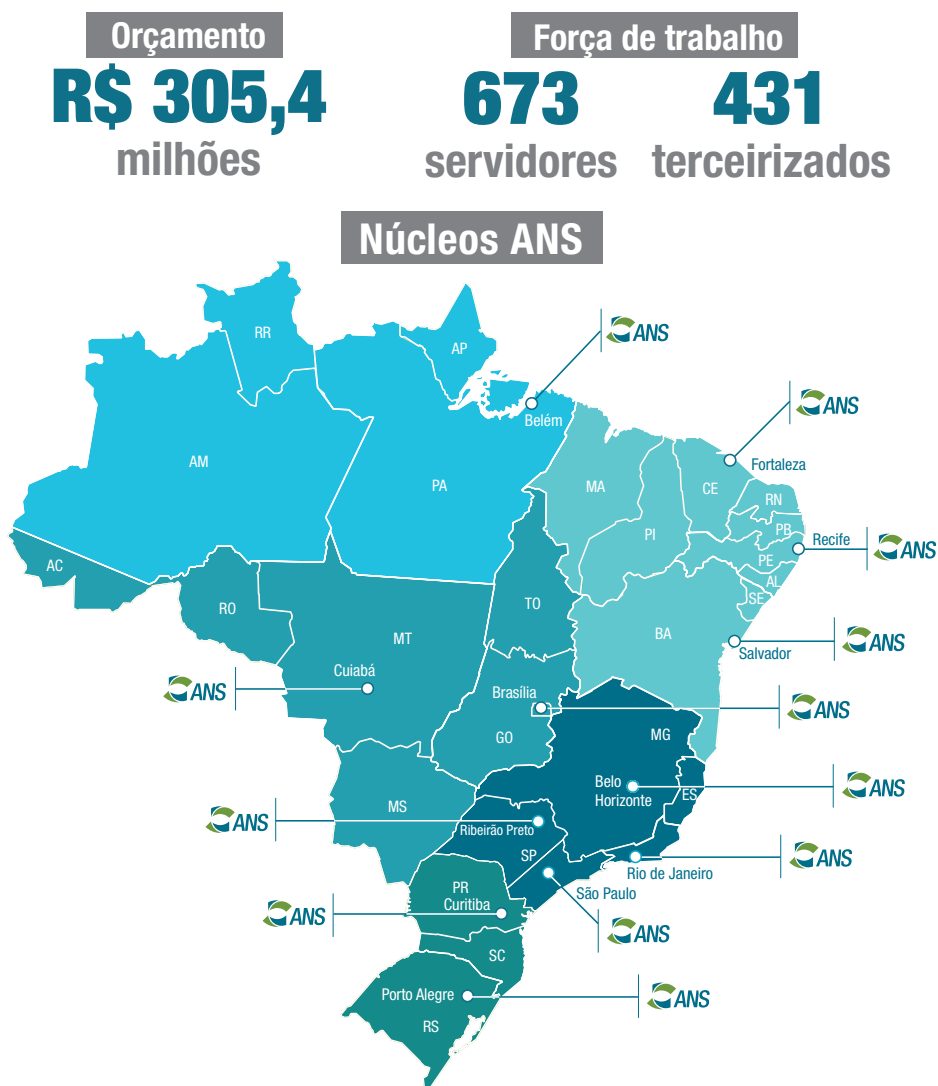 Orçamento
R$ 305,4
milhões
Força de trabalho
673
servidores
431
terceirizados
Núcleos ANS
RR
AP
ANS
Belém
ANS
AM
PA
MA
CE
Fortaleza
RN
PI
PB
Recife
ANS
PE
AC
AL
SE
RO
TO
MT
BA
Salvador
ANS
Cuiabá
ANS
Brasília
ANS
GO
MG
Belo
Horizonte
ANS
ES
MS
ANS
Ribeirão Preto
SP
Rio de Janeiro
ANS
São Paulo
ANS
PR
Curitiba
ANS
SC
Porto Alegre
ANS
RS